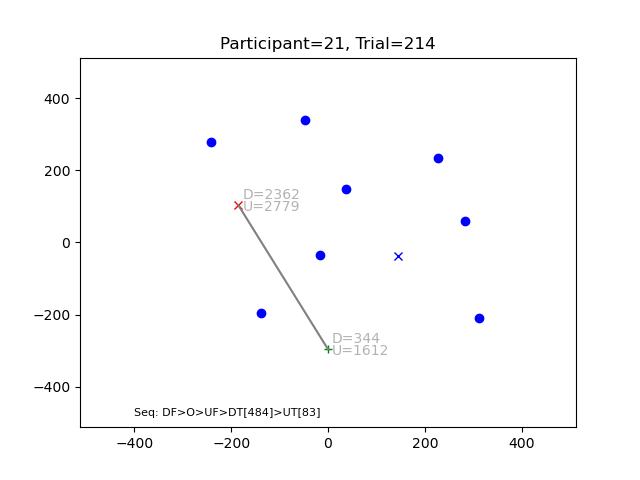 Participant=21, Trial=214
400
200
0
−200
−400
D=2362
U=2779
D=344
U=1612
Seq: DF>O>UF>DT[484]>UT[83]
−400
−200
0
200
400